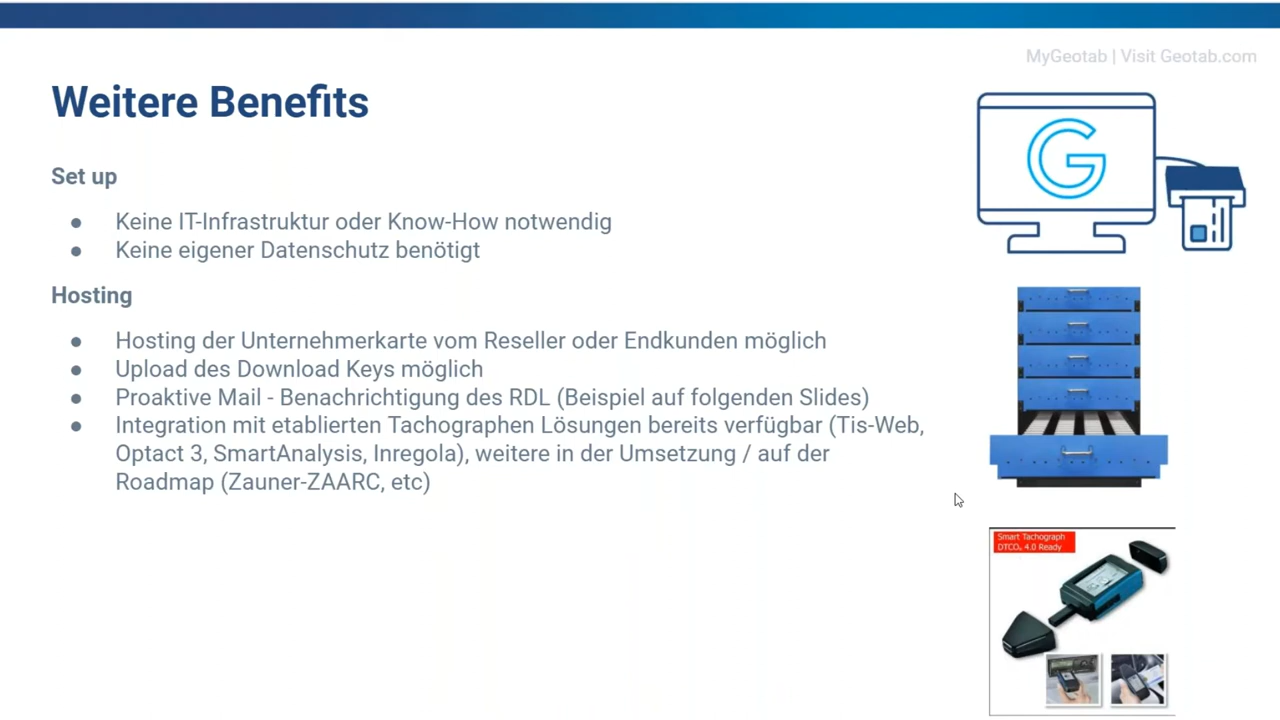 MyGeotab | Visit Geotab.com
Weitere Benefits
Set up
● Keine IT-Infrastruktur oder Know-How notwendig
● Keine eigener Datenschutz benötigt
Hosting
● Hosting der Unternehmerkarte vom Reseller oder Endkunden möglich
● Upload des Download Keys möglich
● Proaktive Mail - Benachrichtigung des RDL (Beispiel auf folgenden Slides)
● Integration mit etablierten Tachographen Lösungen bereits verfügbar (Tis-Web,
Optact 3, SmartAnalysis, Inregola), weitere in der Umsetzung / auf der
Roadmap (Zauner-ZAARC, etc)
G
Smart Tachograph
DTCO® 4.0 Ready